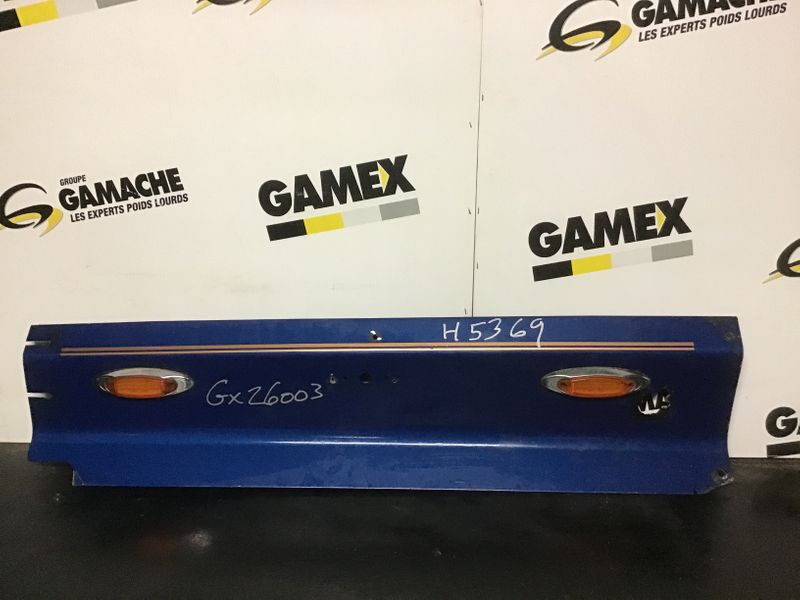 GAMACHE
LES EXPERTS POIDS LOURDS
GROUPE
GAMACHE
LES EXPERTS POIDS LOURDS
GAMEX
GAMEX
H5369
Gx26003